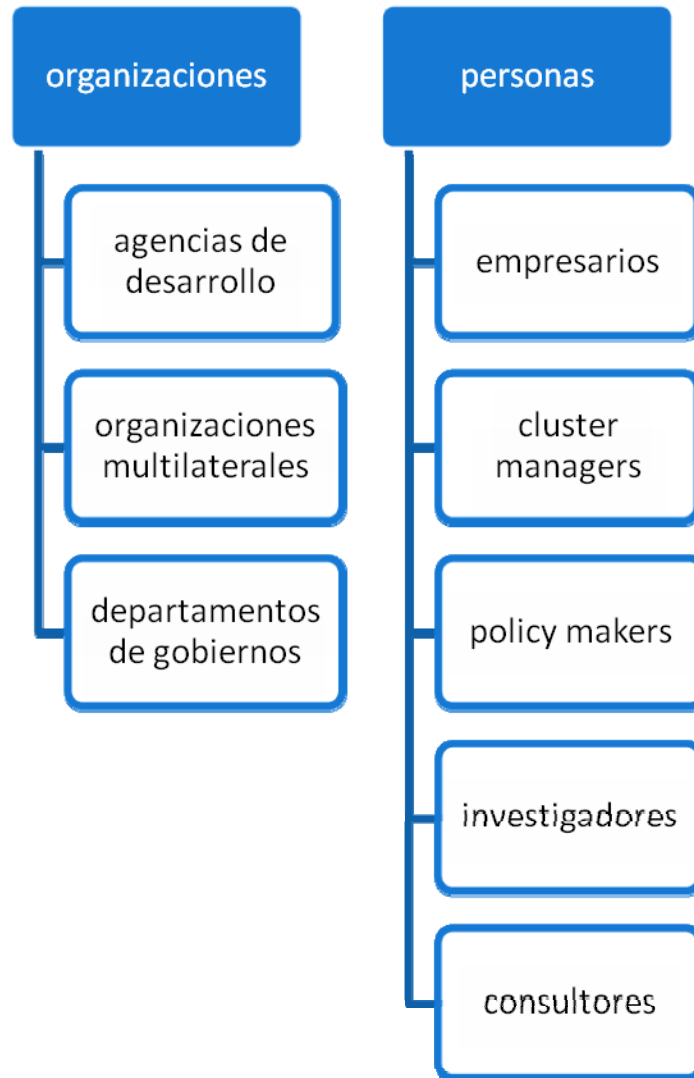 organizaciones
agencias de
desarrollo
organizaciones
multilaterales
departamentos
de gobiernos
personas
empresarios
cluster
managers
policy makers
investigadores
consultores